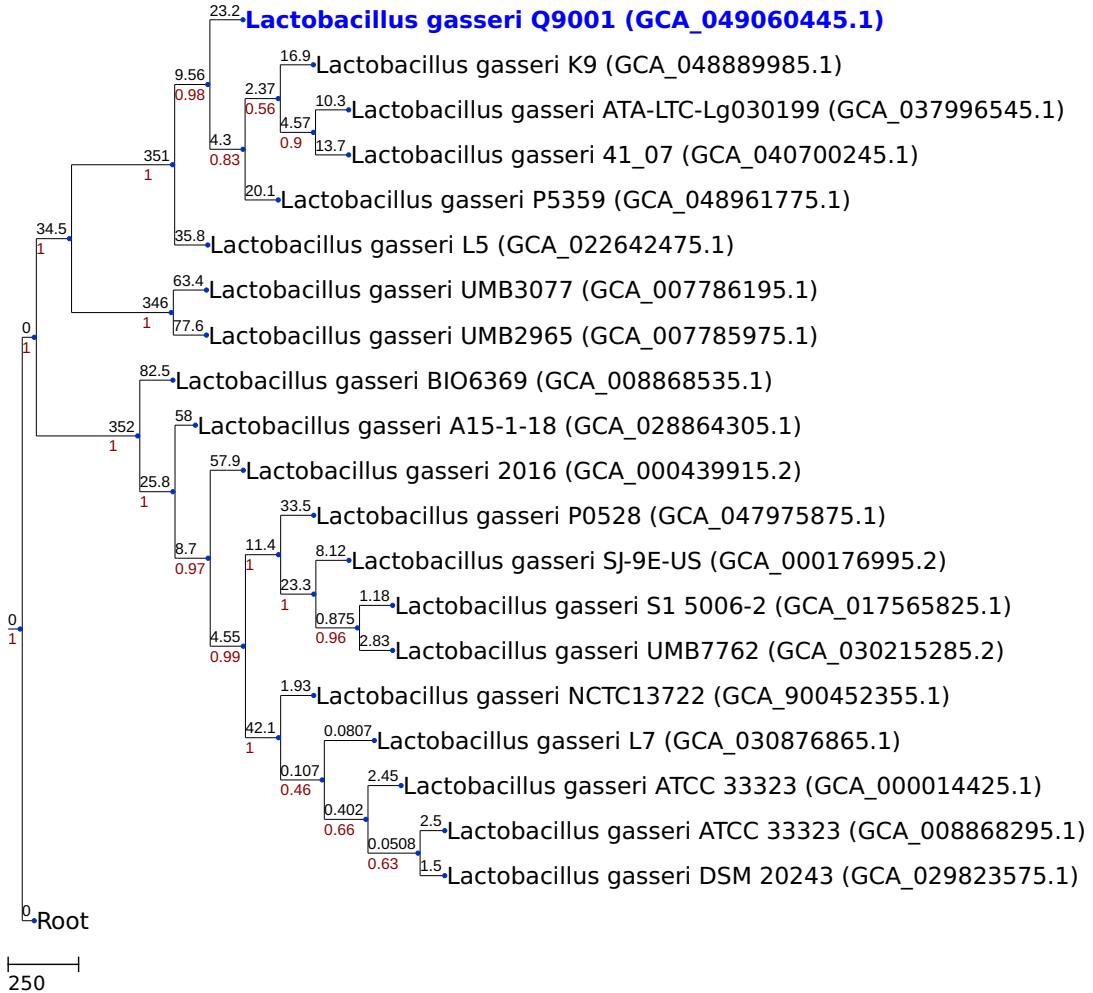 23.2
Lactobacillus gasseri Q9001 (GCA_049060445.1)
16.9
Lactobacillus gasseri K9 (GCA_048889985.1)
9.56
0.98
2.37
0.56
10.3
Lactobacillus gasseri ATA-LTC-Lg030199 (GCA_037996545.1)
4.57
0.9
4.3
0.83
13.7
Lactobacillus gasseri 41_07 (GCA_040700245.1)
351
1
20.1
Lactobacillus gasseri P5359 (GCA_048961775.1)
34.5
1
35.8
Lactobacillus gasseri L5 (GCA_022642475.1)
63.4
Lactobacillus gasseri UMB3077 (GCA_007786195.1)
346
1
77.6
Lactobacillus gasseri UMB2965 (GCA_007785975.1)
0
1
82.5
Lactobacillus gasseri BIO6369 (GCA_008868535.1)
352
1
58
Lactobacillus gasseri A15-1-18 (GCA_028864305.1)
25.8
1
57.9
Lactobacillus gasseri 2016 (GCA_000439915.2)
33.5
Lactobacillus gasseri P0528 (GCA_047975875.1)
8.7
0.97
11.4
1
8.12
Lactobacillus gasseri SJ-9E-US (GCA_000176995.2)
23.3
1
1.18
Lactobacillus gasseri S1 5006-2 (GCA_017565825.1)
0
1
0.875
0.96
4.55
0.99
2.83
Lactobacillus gasseri UMB7762 (GCA_030215285.2)
1.93
Lactobacillus gasseri NCTC13722 (GCA_900452355.1)
42.1
1
0.0807
Lactobacillus gasseri L7 (GCA_030876865.1)
0.107
0.46
2.45
Lactobacillus gasseri ATCC 33323 (GCA_000014425.1)
0.402
0.66
2.5
Lactobacillus gasseri ATCC 33323 (GCA_008868295.1)
0.0508
0.63
1.5
Lactobacillus gasseri DSM 20243 (GCA_029823575.1)
0
Root
250